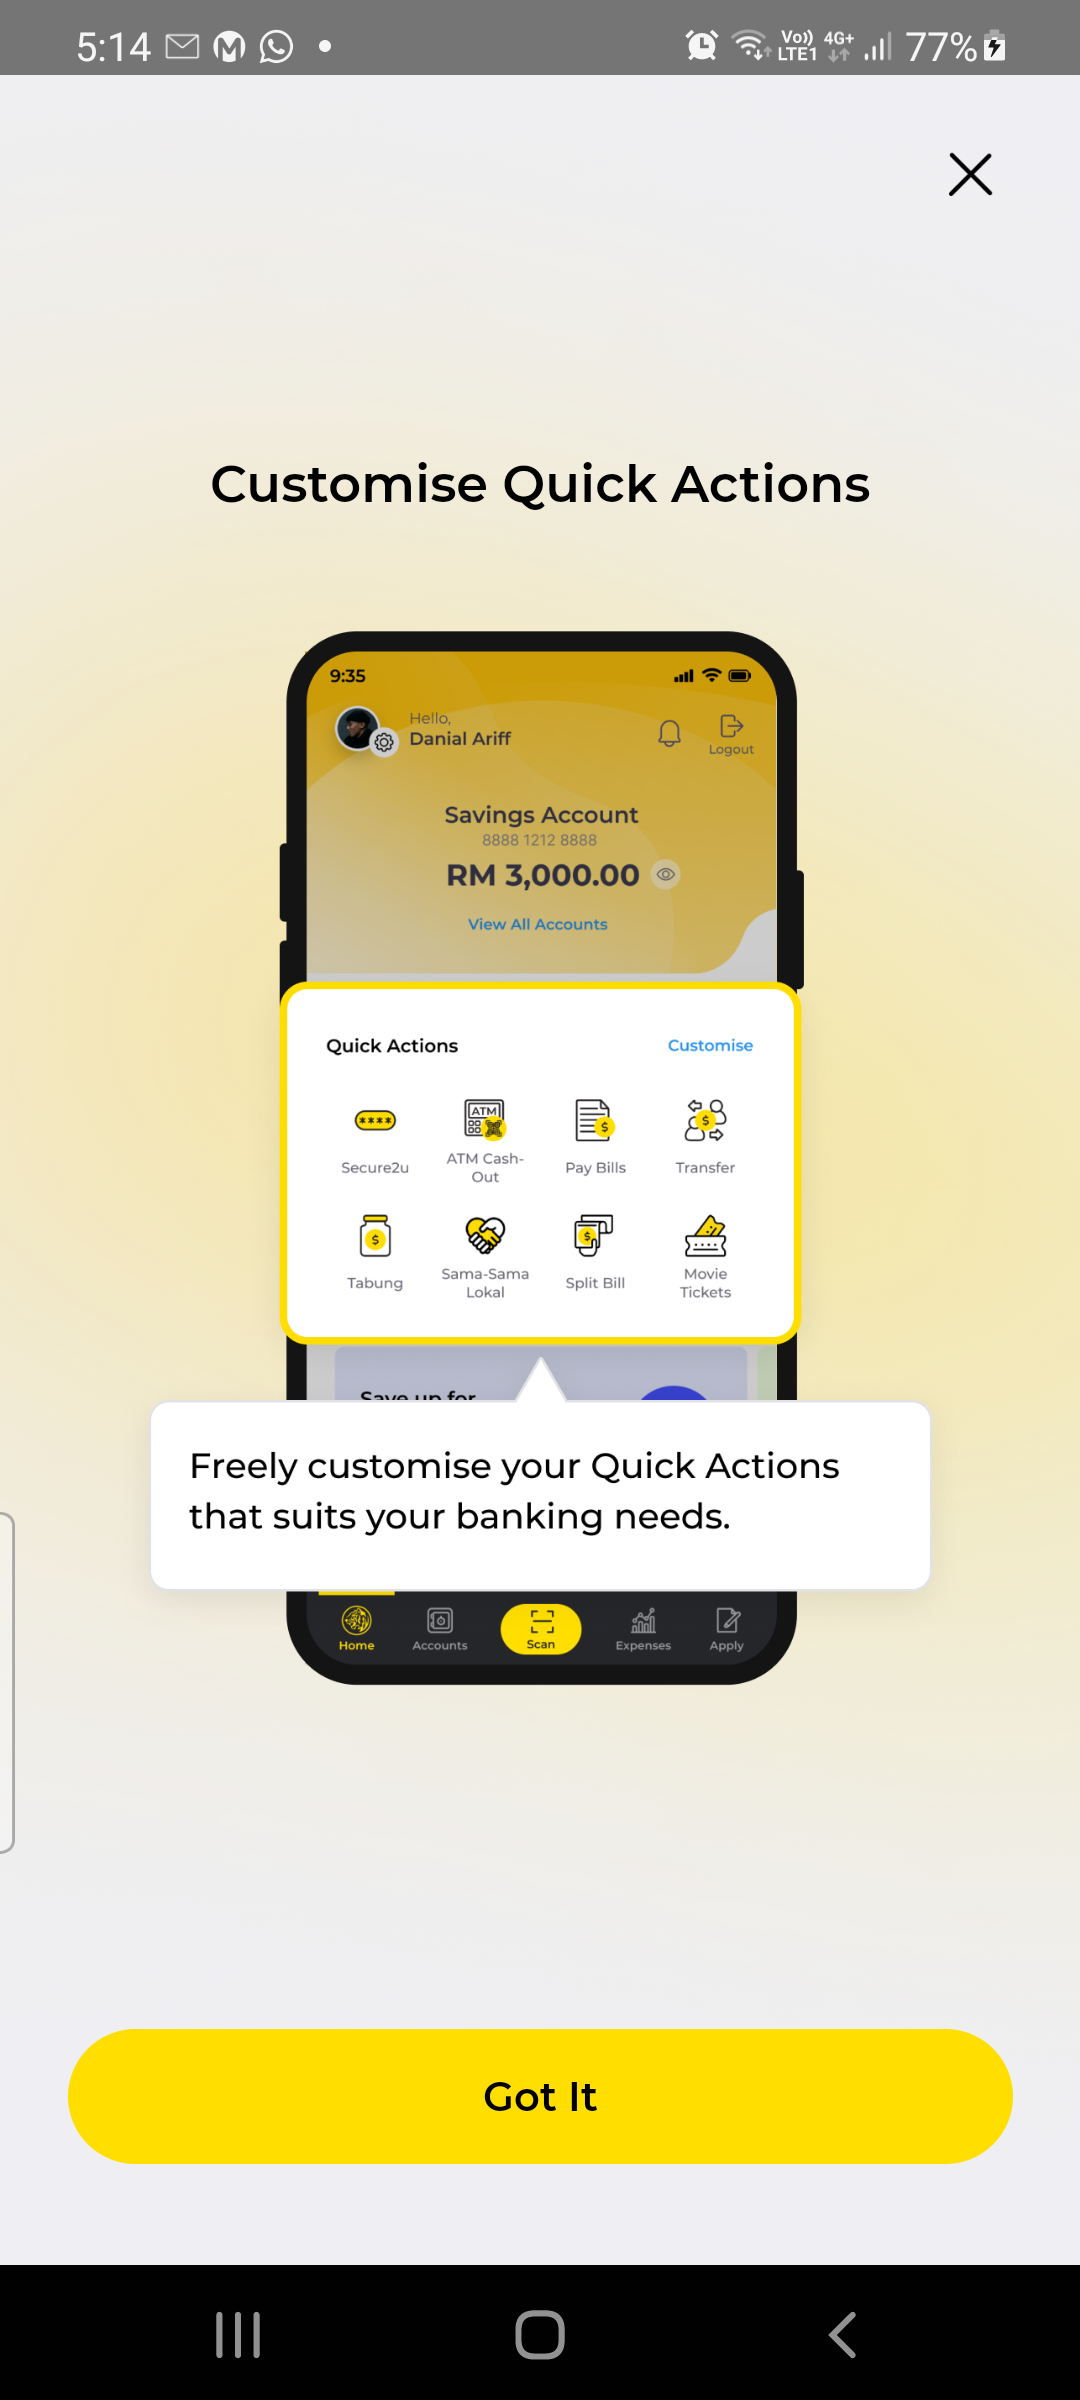 5:14
Vo)) 4G+ 77%
LTE1
Customise Quick Actions
9:35
Hello,
Danial Ariff
Logout
Savings Account
8888 1212 8888
RM 3,000.00
View All Accounts
Quick Actions Customise
ATM
Secure2u
ATM Cash-
Out
Pay Bills
Transfer
Tabung
Sama-Sama
Lokal
Split Bill
Movie
Tickets
Save up for
Freely customise your Quick Actions
that suits your banking needs.
Home Accounts Scan Expenses Apply
Got It